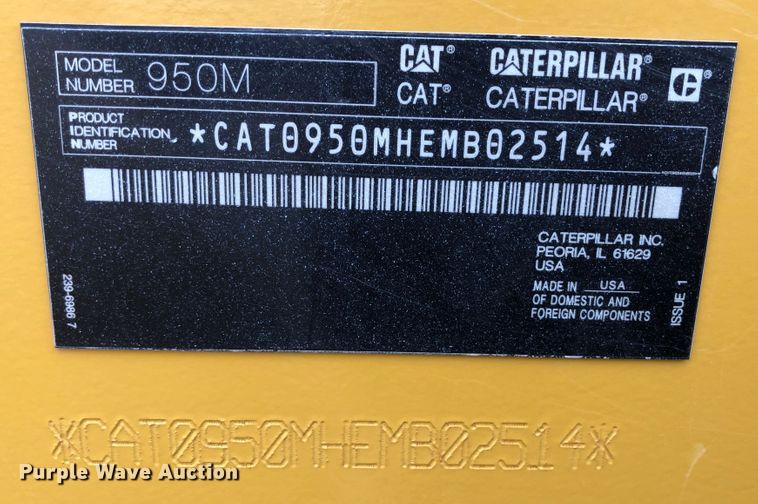 MODEL
NUMBER 950M
CAT® CATERPILLAR®
CAT® CATERPILLAR®
PRODUCT
IDENTIFICATION
NUMBER
*CAT0950MHEMB02514*
CATERPILLAR INC.
PEORIA, IL 61629
USA
MADE IN USA
OF DOMESTIC AND
FOREIGN COMPONENTS
239-6986 7
ISSUE 1
*CAT0950MHEMB02514*
Purple Wave Auction